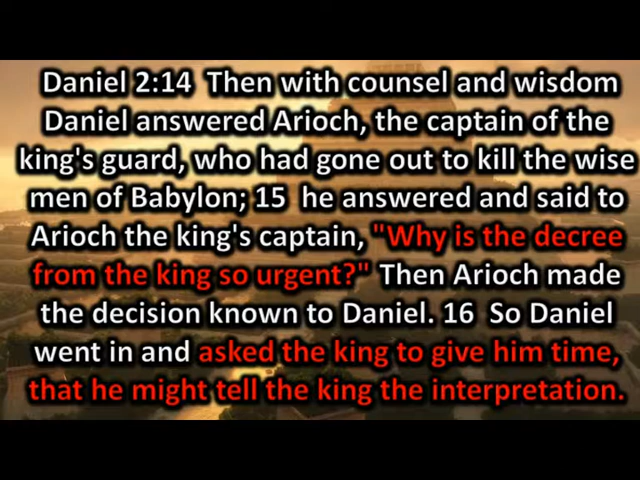 Daniel 2:14  Then with counsel and wisdom
Daniel answered Arioch, the captain of the
king's guard, who had gone out to kill the wise
men of Babylon; 15  he answered and said to
Arioch the king's captain, "Why is the decree
from the king so urgent?" Then Arioch made
the decision known to Daniel. 16  So Daniel
went in and asked the king to give him time,
that he might tell the king the interpretation.